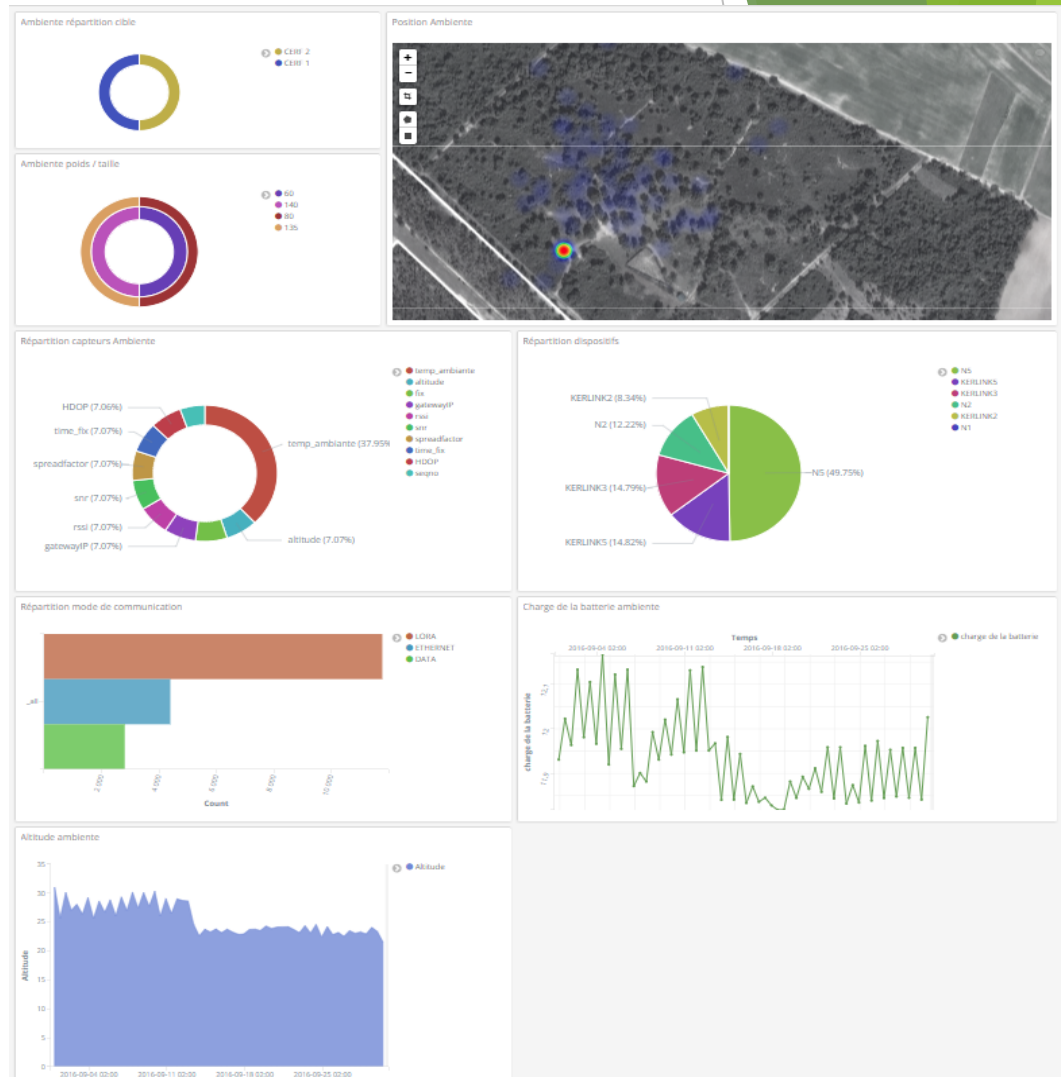 Ambiente répartition cible
CERF 2
CERF 1
Position Ambiente
+
−
Ambiente poids / taille
60
140
80
135
Répartition capteurs Ambiente
temp_ambiante
altitude
fix
gatewayIP
rssi
snr
spreadfactor
time_fix
HDOP
seqno
HDOP (7.06%)
time_fix (7.07%)
spreadfactor (7.07%)
snr (7.07%)
rssi (7.07%)
gatewayIP (7.07%)
temp_ambiante (37.95%
altitude (7.07%)
Répartition dispositifs
N5
KERLINK5
KERLINK3
N2
KERLINK2
N1
KERLINK2 (8.34%)
N2 (12.22%)
KERLINK3 (14.79%)
KERLINK5 (14.82%)
N5 (49.75%)
Répartition mode de communication
LORA
ETHERNET
DATA
_all
2 000
4 000
6 000
8 000
10 000
Count
Charge de la batterie ambiente
Temps
2016-09-04 02:00 2016-09-11 02:00 2016-09-18 02:00 2016-09-25 02:00
charge de la batterie
charge de la batterie
12,1
12
11,9
Altitude ambiente
Altitude
35
30
25
20
15
10
5
0
Altitude
2016-09-04 02:00 2016-09-11 02:00 2016-09-18 02:00 2016-09-25 02:00